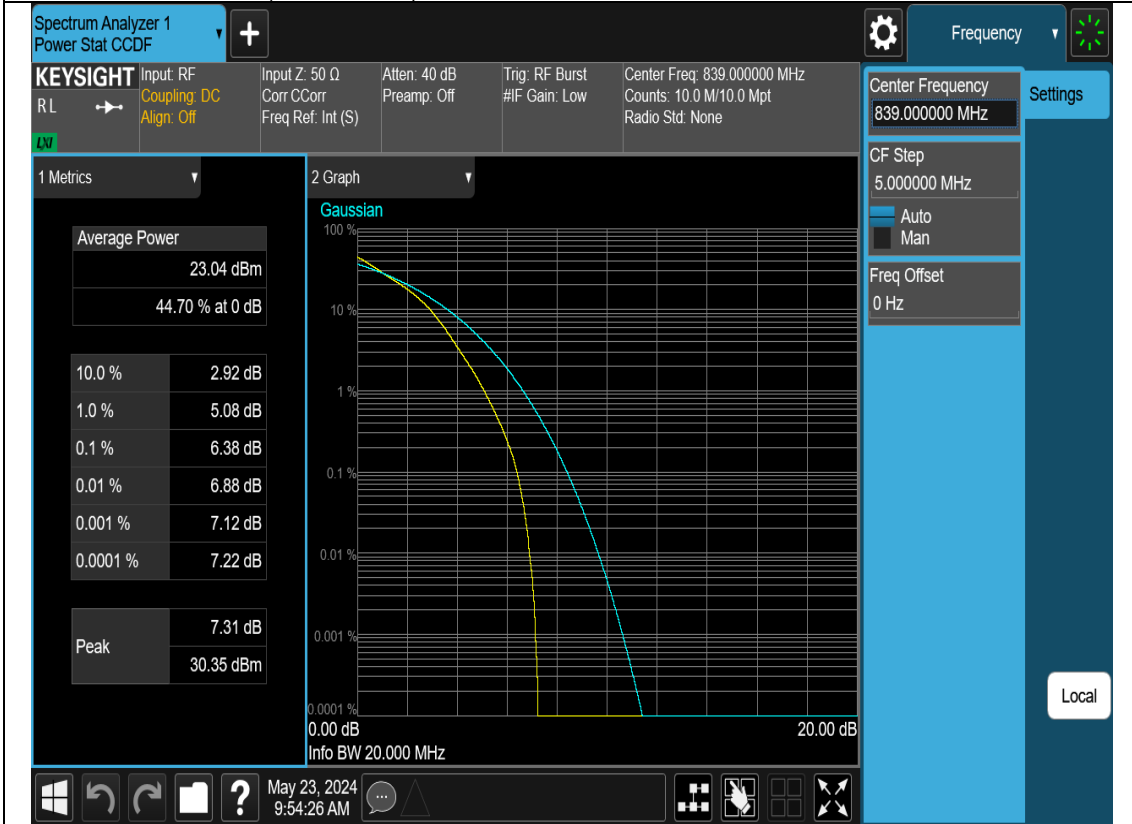 Spectrum Analyzer 1
Power Stat CCDF
+
Frequency
KEYSIGHT
RL
LXI
Input: RF
Coupling: DC
Align: Off
Input Z: 50 Ω
Corr CCorr
Freq Ref: Int (S)
Atten: 40 dB
Preamp: Off
Trig: RF Burst
#IF Gain: Low
Center Freq: 839.000000 MHz
Counts: 10.0 M/10.0 Mpt
Radio Std: None
Center Frequency
839.000000 MHz
Settings
CF Step
5.000000 MHz
Auto
Man
Freq Offset
0 Hz
Local
1 Metrics
Average Power
23.04 dBm
44.70 % at 0 dB
10.0 % 2.92 dB
1.0 % 5.08 dB
0.1 % 6.38 dB
0.01 % 6.88 dB
0.001 % 7.12 dB
0.0001 % 7.22 dB
Peak
7.31 dB
30.35 dBm
2 Graph
Gaussian
100 %
10 %
1 %
0.1 %
0.01 %
0.001 %
0.0001 %
0.00 dB 20.00 dB
Info BW 20.000 MHz
?
May 23, 2024
9:54:26 AM